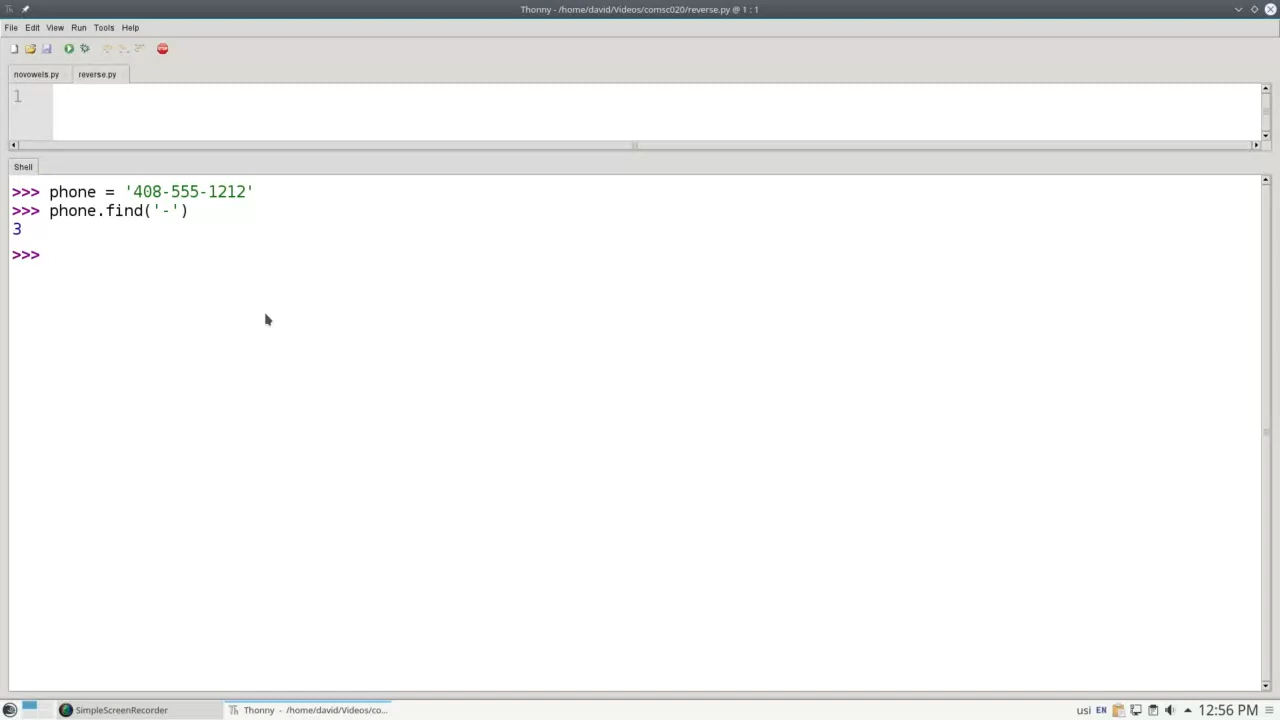 Thonny - /home/david/Videos/comsc020/reverse.py @ 1 : 1
File Edit View Run Tools Help
novowels.py reverse.py
1
Shell
>>> phone = '408-555-1212'
>>> phone.find('-')
3
>>>
SimpleScreenRecorder Thonny - /home/david/Videos/co... usi EN 12:56 PM